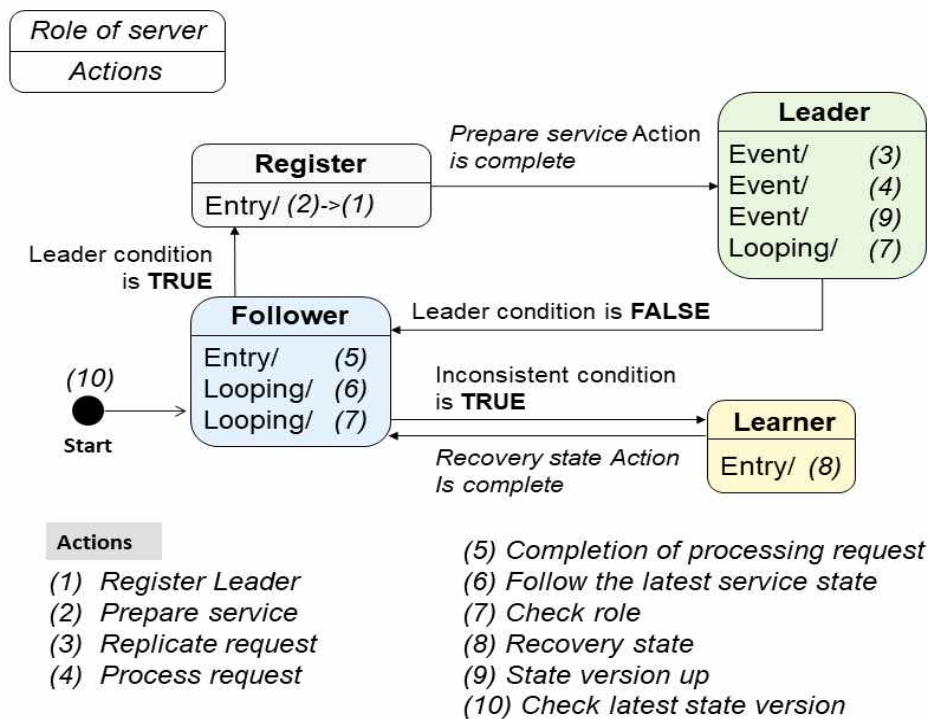 Role of server
Actions
Leader
Event/ (3)
Event/ (4)
Event/ (9)
Looping/ (7)
Prepare service Action
is complete
Register
Entry/ (2)->(1)
Leader condition
is TRUE
Leader condition is FALSE
Follower
Entry/ (5)
Looping/ (6)
Looping/ (7)
(10)
Start
Inconsistent condition
is TRUE
Recovery state Action
Is complete
Learner
Entry/ (8)
Actions
(1) Register Leader
(2) Prepare service
(3) Replicate request
(4) Process request
(5) Completion of processing request
(6) Follow the latest service state
(7) Check role
(8) Recovery state
(9) State version up
(10) Check latest state version